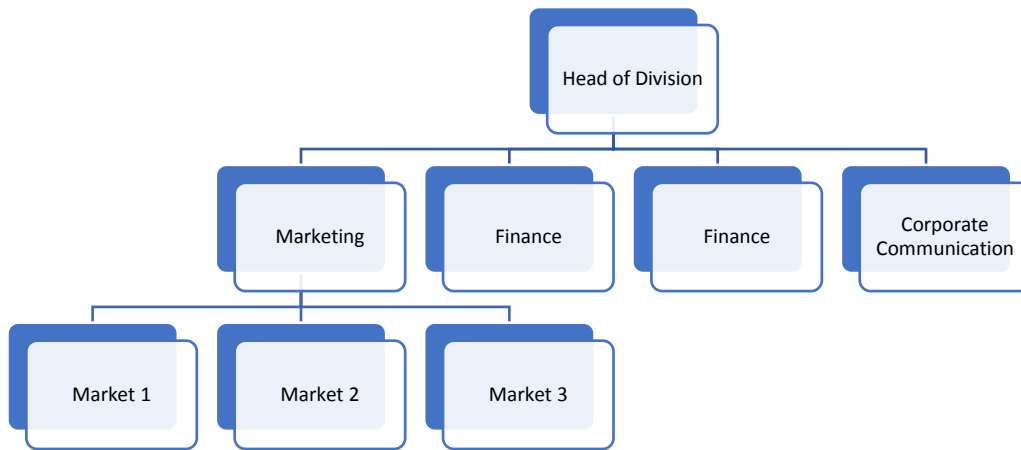 Head of Division
Marketing
Finance
Finance
Corporate
Communication
Market 1
Market 2
Market 3